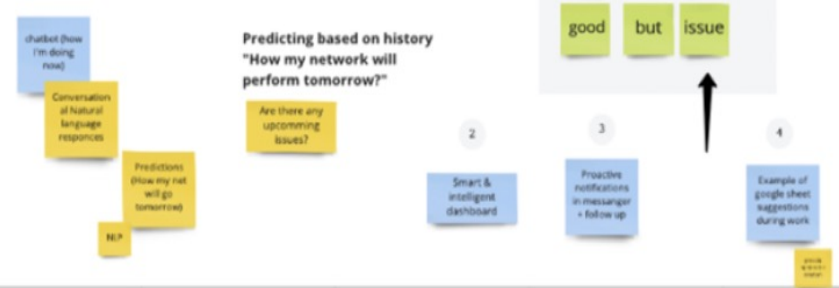 chatbot (how
I'm doing
now)
Conversation
al Natural
language
responces
Predictions
(How my net
will go
tomorrow)
NLP
Predicting based on history
"How my network will
perform tomorrow?"
Are there any
upcomming
issues?
good
but
issue
2
Smart &
intelligent
dashboard
3
Proactive
notifications
in messanger
+ follow up
4
Example of
google sheet
suggestions
during work